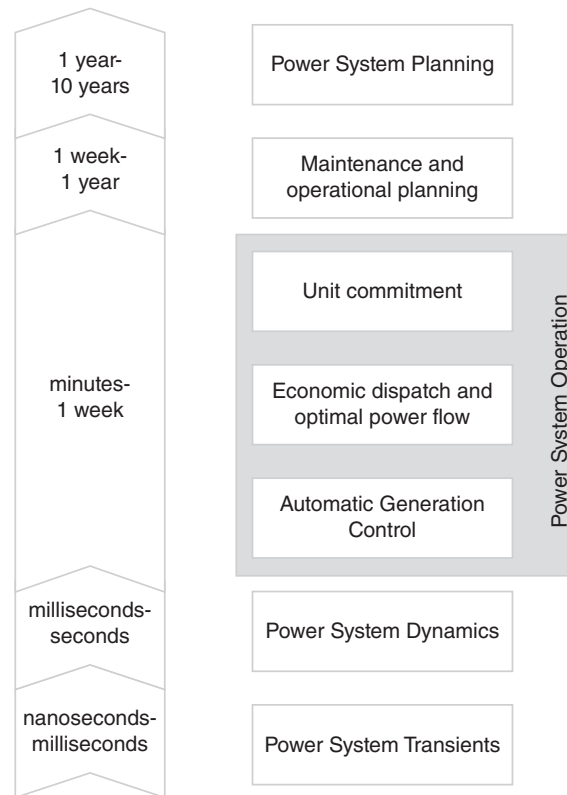 1 year-
10 years
Power System Planning
1 week-
1 year
Maintenance and
operational planning
minutes-
1 week
Unit commitment
Economic dispatch and
optimal power flow
Automatic Generation
Control
Power System Operation
milliseconds-
seconds
Power System Dynamics
nanoseconds-
milliseconds
Power System Transients